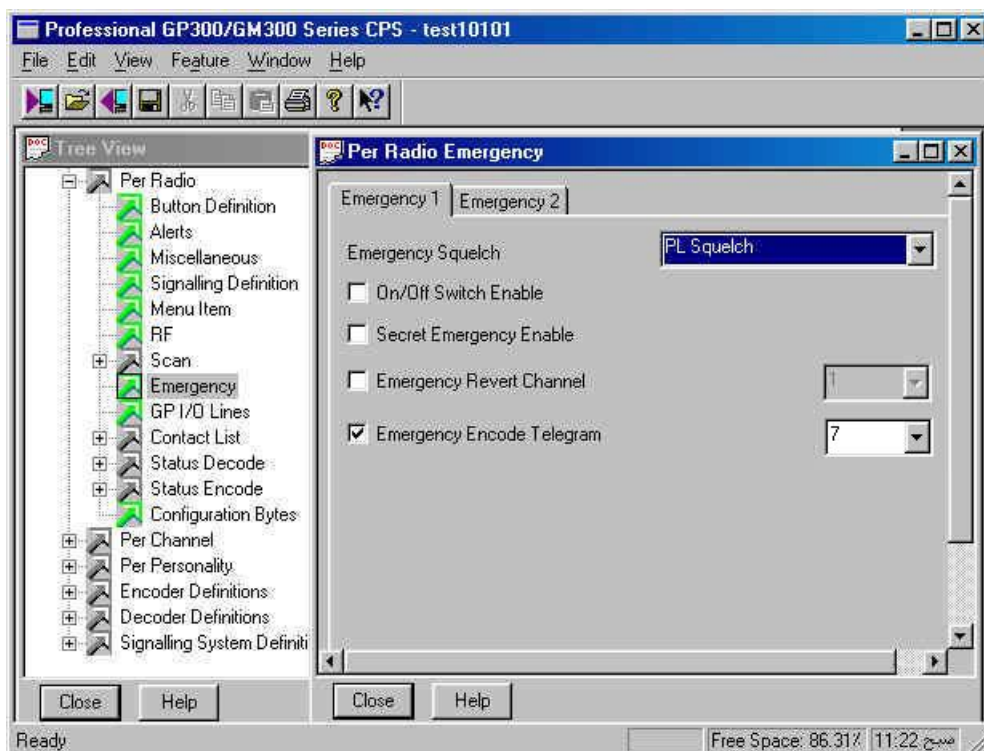 Professional GP300/GM300 Series CPS - test10101
File Edit View Feature Window Help
Tree View
Per Radio
Button Definition
Alerts
Miscellaneous
Signalling Definition
Menu Item
RF
Scan
Emergency
GP I/O Lines
Contact List
Status Decode
Status Encode
Configuration Bytes
Per Channel
Per Personality
Encoder Definitions
Decoder Definitions
Signalling System Definiti
Close Help
Per Radio Emergency
Emergency 1 Emergency 2
Emergency Squelch PL Squelch
On/Off Switch Enable
Secret Emergency Enable
Emergency Revert Channel 1
Emergency Encode Telegram 7
Close Help
Ready Free Space: 86.31% 11:22